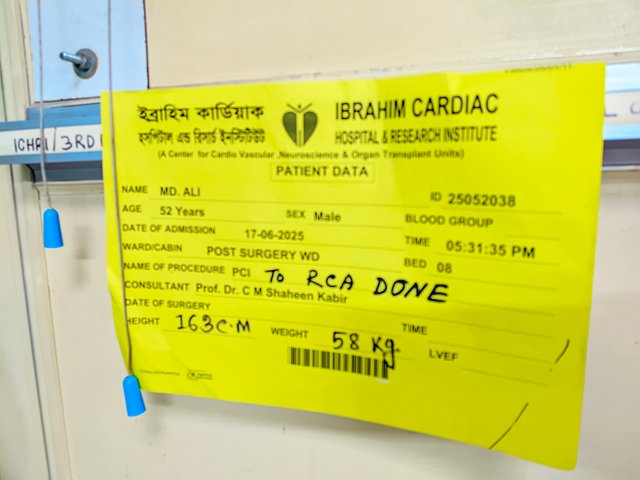 ইব্রাহিম কার্ডিয়াক
হসপিটাল এন্ড রিসার্চ ইনস্টিটিউট
IBRAHIM CARDIAC
HOSPITAL & RESEARCH INSTITUTE
(A Center for Cardio Vascular ,Neuroscience & Organ Transplant Units)
PATIENT DATA
ICHRI/3RD
NAME MD. ALI ID 25052038
AGE 52 Years SEX Male BLOOD GROUP
DATE OF ADMISSION 17-06-2025 TIME 05:31:35 PM
WARD/CABIN POST SURGERY WD BED 08
NAME OF PROCEDURE PCI TO RCA DONE
CONSULTANT Prof. Dr. C M Shaheen Kabir
DATE OF SURGERY TIME
HEIGHT 163C.M WEIGHT 58 Kg LVEF